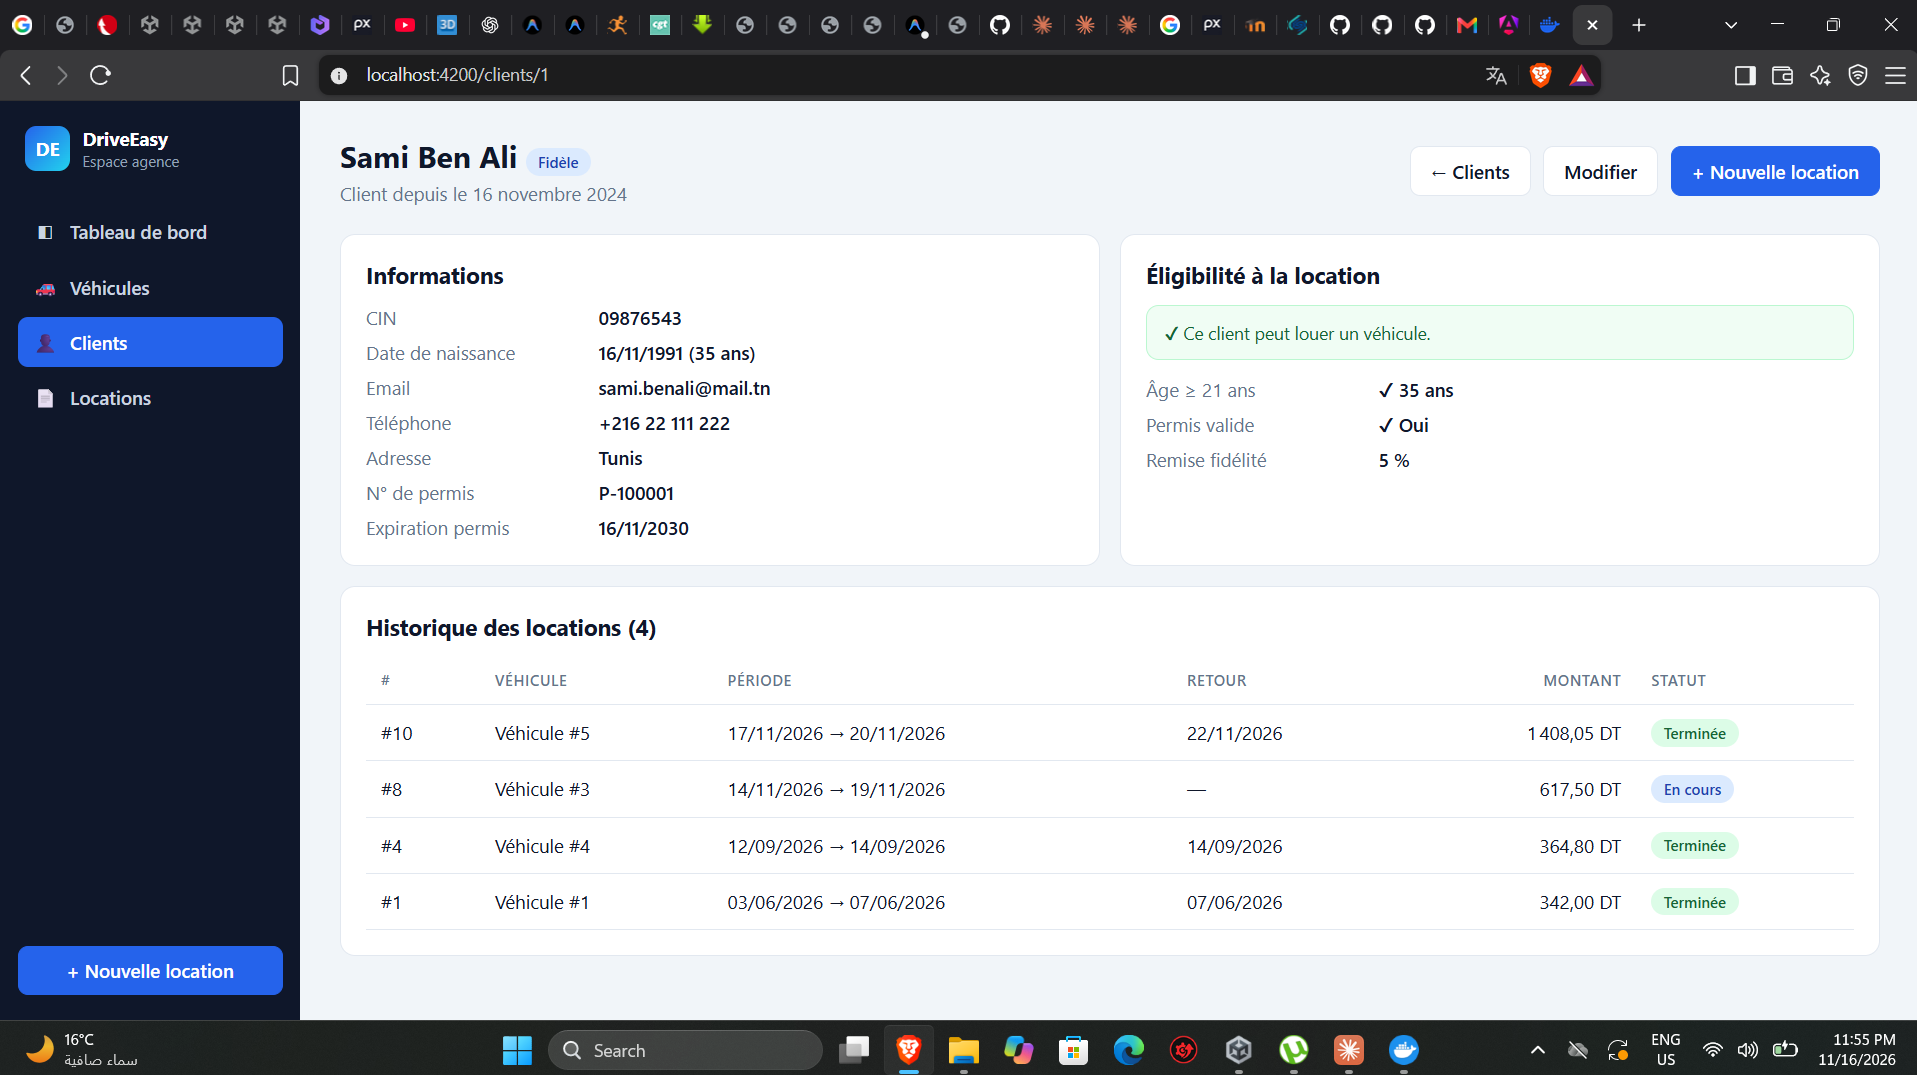 localhost:4200/clients/1
DE
DriveEasy
Espace agence
Tableau de bord
Véhicules
Clients
Locations
+ Nouvelle location
Sami Ben Ali Fidèle
Client depuis le 16 novembre 2024
← Clients
Modifier
+ Nouvelle location
Informations
CIN 09876543
Date de naissance 16/11/1991 (35 ans)
Email sami.benali@mail.tn
Téléphone +216 22 111 222
Adresse Tunis
N° de permis P-100001
Expiration permis 16/11/2030
Éligibilité à la location
✓ Ce client peut louer un véhicule.
Âge ≥ 21 ans ✓ 35 ans
Permis valide ✓ Oui
Remise fidélité 5 %
Historique des locations (4)
# VÉHICULE PÉRIODE RETOUR MONTANT STATUT
#10 Véhicule #5 17/11/2026 → 20/11/2026 22/11/2026 1 408,05 DT Terminée
#8 Véhicule #3 14/11/2026 → 19/11/2026 — 617,50 DT En cours
#4 Véhicule #4 12/09/2026 → 14/09/2026 14/09/2026 364,80 DT Terminée
#1 Véhicule #1 03/06/2026 → 07/06/2026 07/06/2026 342,00 DT Terminée
16°C
سماء صافية
Search
ENG
US
11:55 PM
11/16/2026